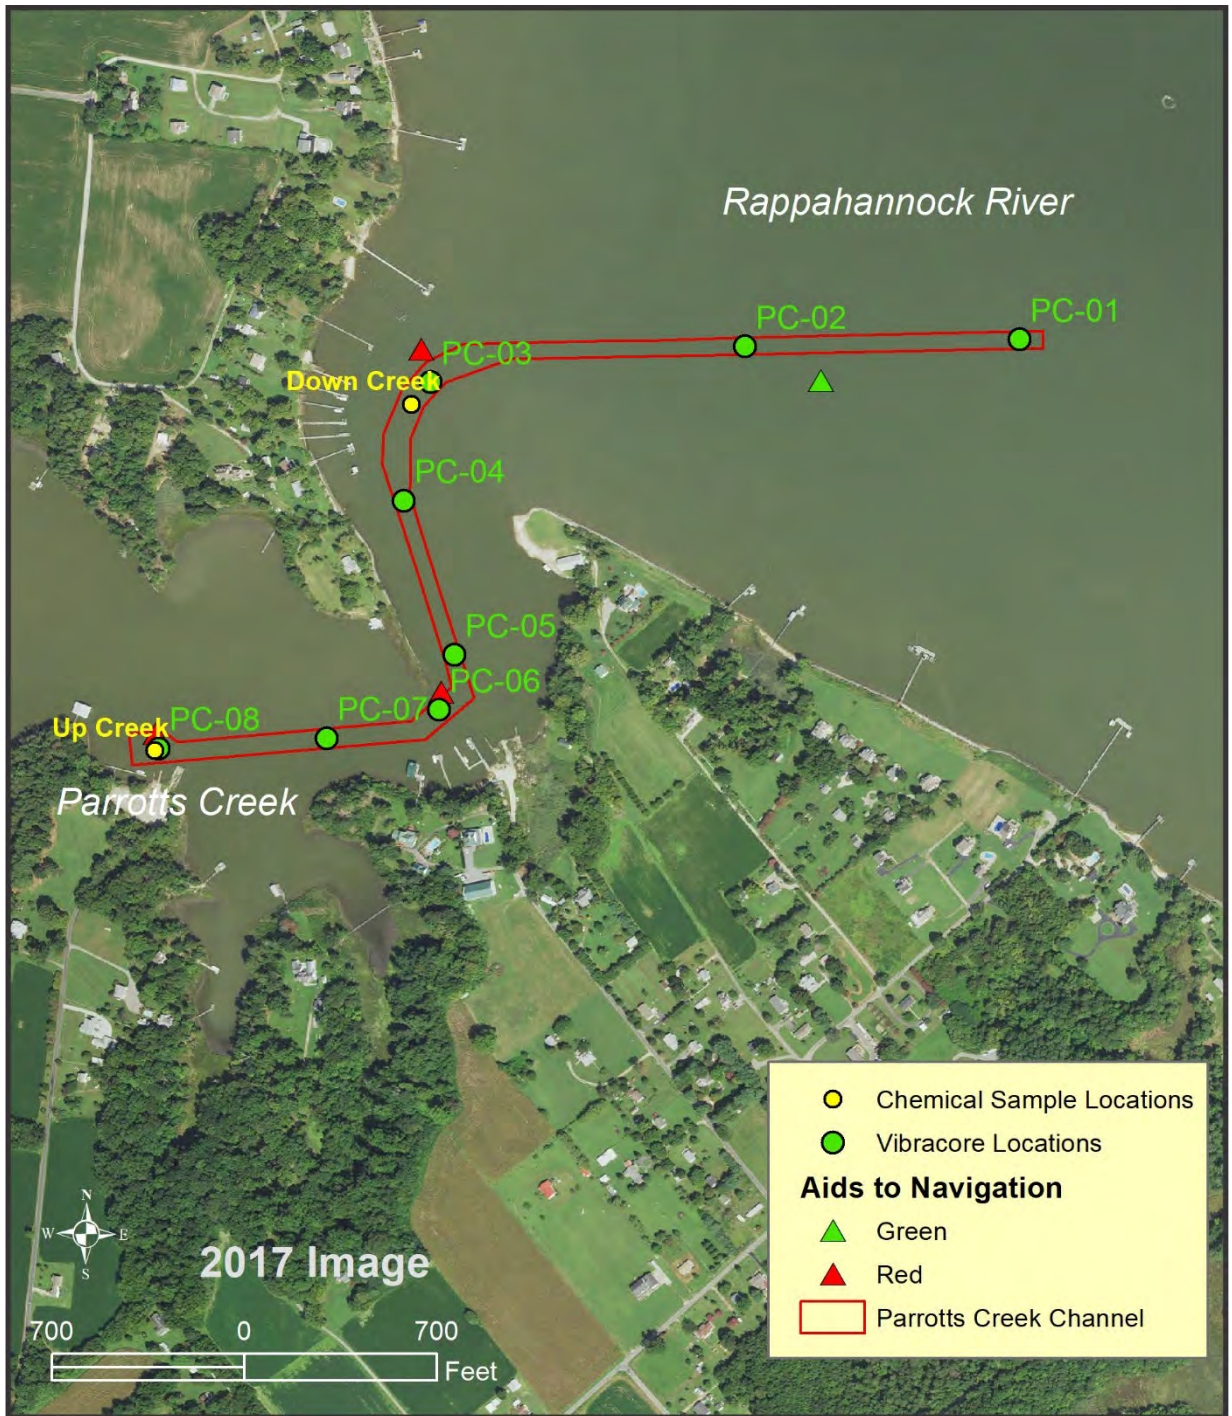 Rappahannock River
PC-01
PC-02
PC-03
Down Creek
PC-04
PC-05
PC-06
PC-07
PC-08
Up Creek
Parrotts Creek
Chemical Sample Locations
Vibracore Locations
Aids to Navigation
Green
Red
Parrotts Creek Channel
N
W E
S
2017 Image
700 0 700
Feet